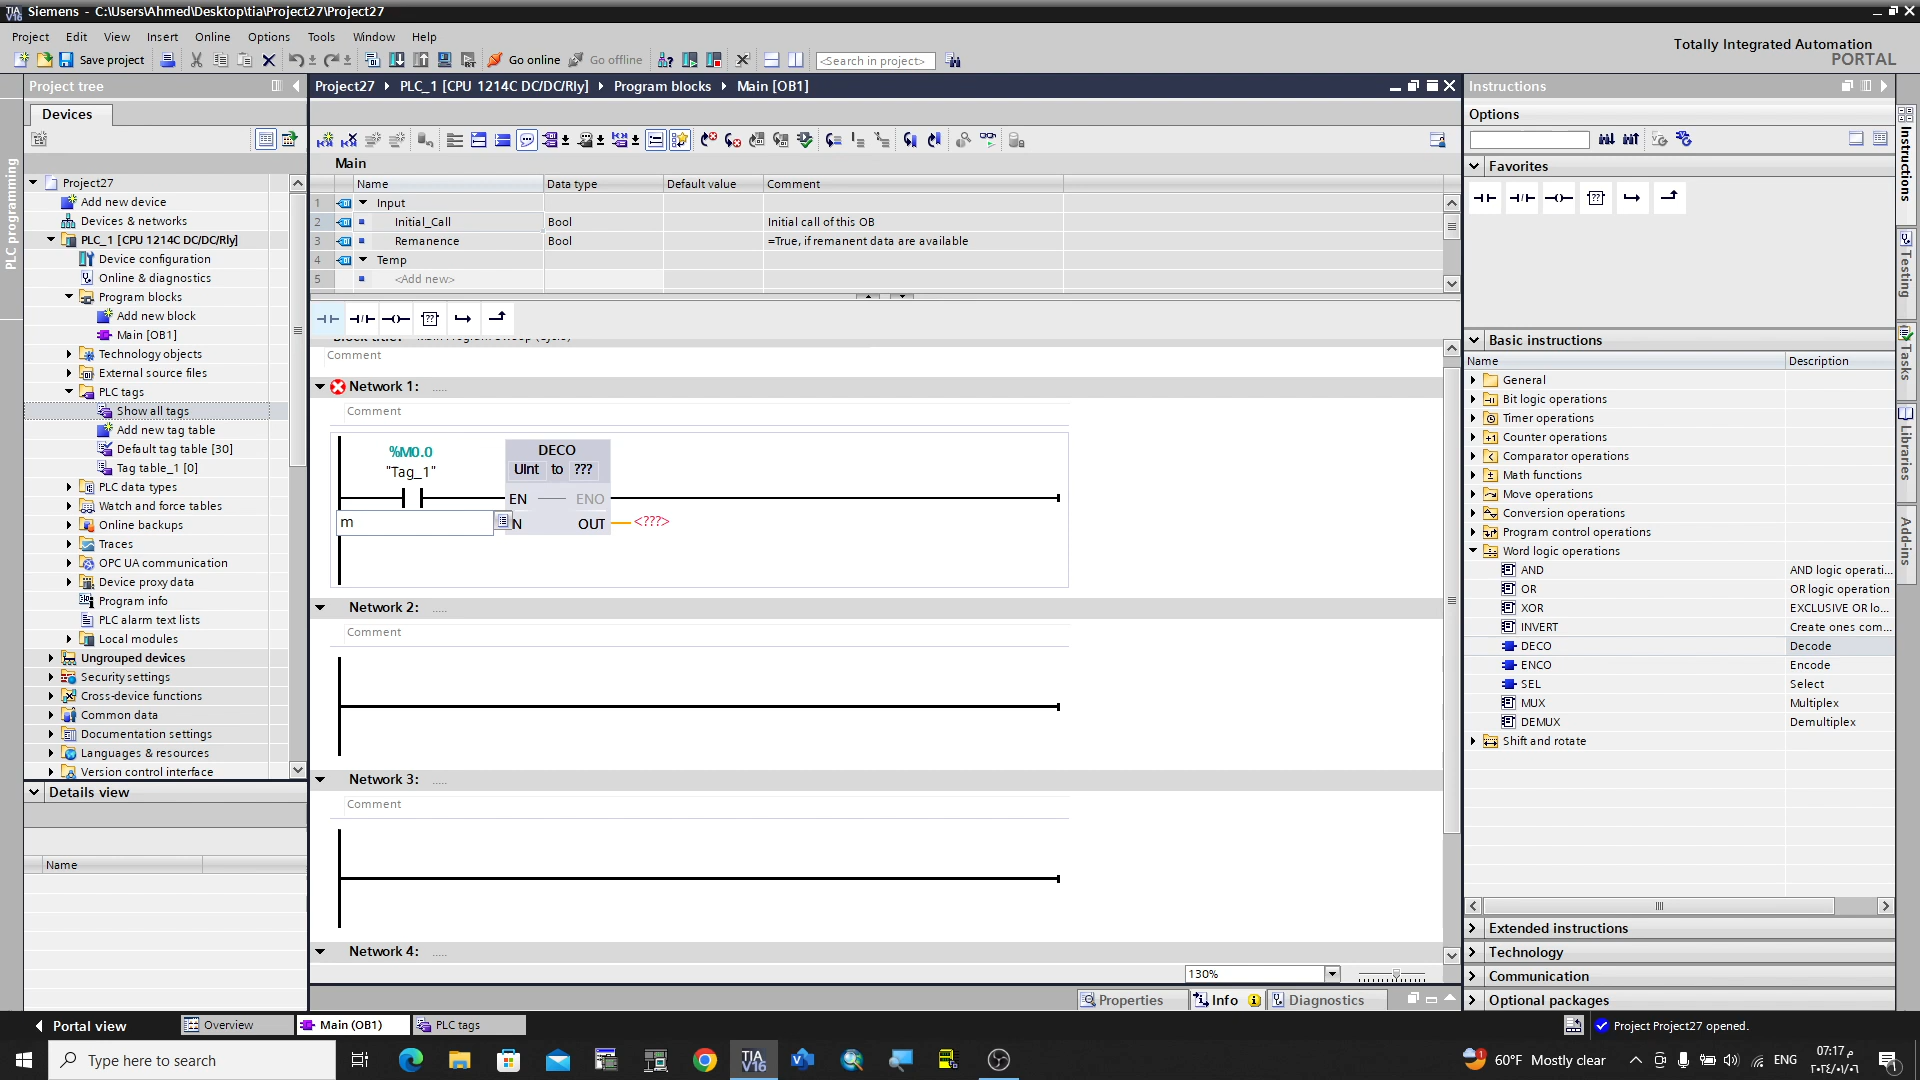 Siemens - C:\Users\Ahmed\Desktop\tia\Project27\Project27
Project Edit View Insert Online Options Tools Window Help
Totally Integrated Automation
PORTAL
Save project
Go online
Go offline
<Search in project>
Project tree
Devices
PLC programming
Project27
Add new device
Devices & networks
PLC_1 [CPU 1214C DC/DC/Rly]
Device configuration
Online & diagnostics
Program blocks
Add new block
Main [OB1]
Technology objects
External source files
PLC tags
Show all tags
Add new tag table
Default tag table [30]
Tag table_1 [0]
PLC data types
Watch and force tables
Online backups
Traces
OPC UA communication
Device proxy data
Program info
PLC alarm text lists
Local modules
Ungrouped devices
Security settings
Cross-device functions
Common data
Documentation settings
Languages & resources
Version control interface
Details view
Name
Project27 PLC_1 [CPU 1214C DC/DC/Rly] Program blocks Main [OB1]
Main
Name Data type Default value Comment
1 Input
2 Initial_Call Bool Initial call of this OB
3 Remanence Bool =True, if remanent data are available
4 Temp
5 <Add new>
Comment
Network 1: .....
Comment
%M0.0
"Tag_1"
DECO
UInt to ???
EN ENO
m
N OUT <???>
Network 2: .....
Comment
Network 3: .....
Comment
Network 4: .....
130%
Properties Info Diagnostics
Instructions
Options
Favorites
Basic instructions
Name Description
General
Bit logic operations
Timer operations
Counter operations
Comparator operations
Math functions
Move operations
Conversion operations
Program control operations
Word logic operations
AND AND logic operati...
OR OR logic operation
XOR EXCLUSIVE OR lo...
INVERT Create ones com...
DECO Decode
ENCO Encode
SEL Select
MUX Multiplex
DEMUX Demultiplex
Shift and rotate
Extended instructions
Technology
Communication
Optional packages
Instructions
Testing
Tasks
Libraries
Add-ins
Portal view Overview Main (OB1) PLC tags
Project Project27 opened.
Type here to search
60°F Mostly clear
ENG
07:17 م
٢٠٢٤/٠١/٠٦